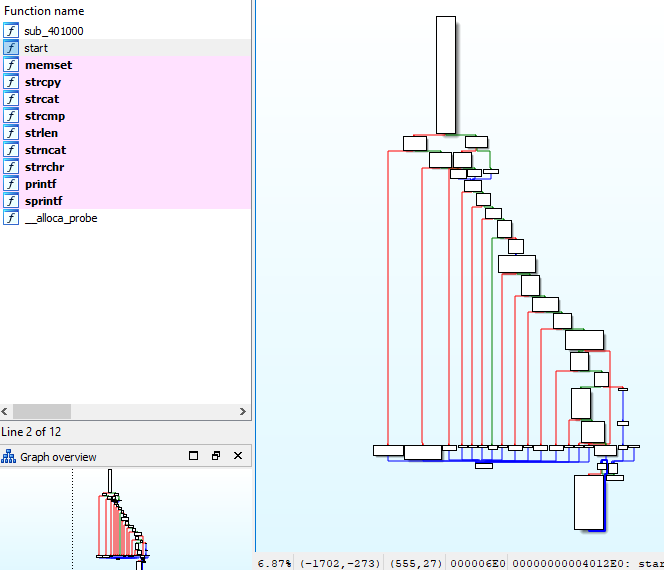 Function name
f sub_401000
f start
f memset
f strcpy
f strcat
f strcmp
f strlen
f strncat
f strrchr
f printf
f sprintf
f __alloca_probe
Line 2 of 12
Graph overview
6.87% (-1702,-273) (555,27) 000006E0 00000000004012E0: star